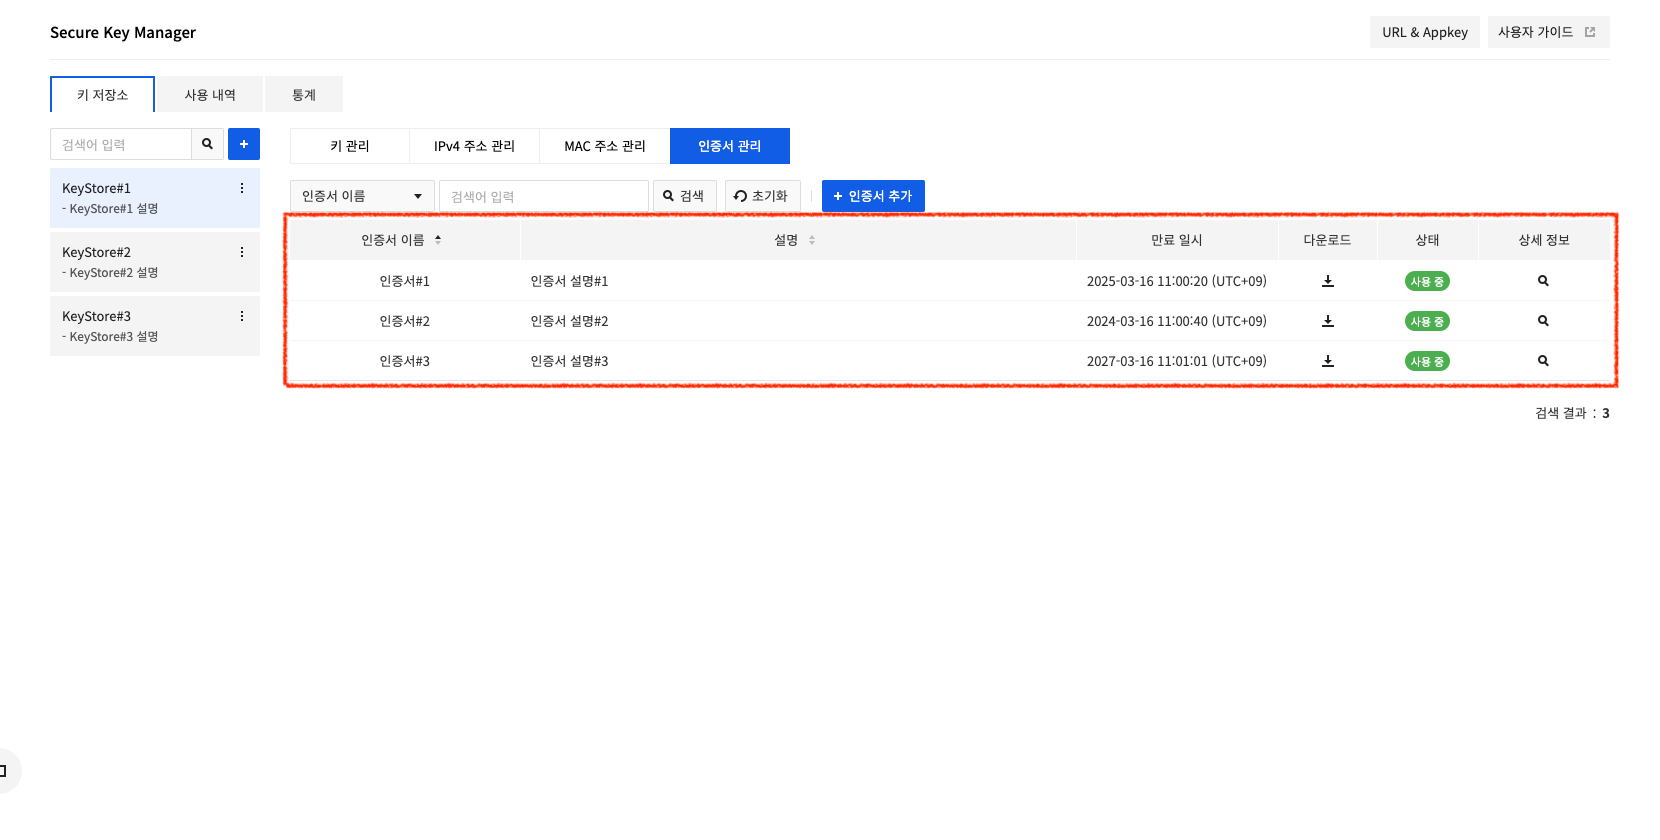 Secure Key Manager
URL & Appkey
사용자 가이드
키 저장소
사용 내역
통계
검색어 입력
+
키 관리
IPv4 주소 관리
MAC 주소 관리
인증서 관리
KeyStore#1
- KeyStore#1 설명
KeyStore#2
- KeyStore#2 설명
KeyStore#3
- KeyStore#3 설명
인증서 이름
검색어 입력
검색
초기화
+ 인증서 추가
인증서 이름 설명 만료 일시 다운로드 상태 상세 정보
인증서#1 인증서 설명#1 2025-03-16 11:00:20 (UTC+09) 사용 중
인증서#2 인증서 설명#2 2024-03-16 11:00:40 (UTC+09) 사용 중
인증서#3 인증서 설명#3 2027-03-16 11:01:01 (UTC+09) 사용 중
검색 결과 : 3